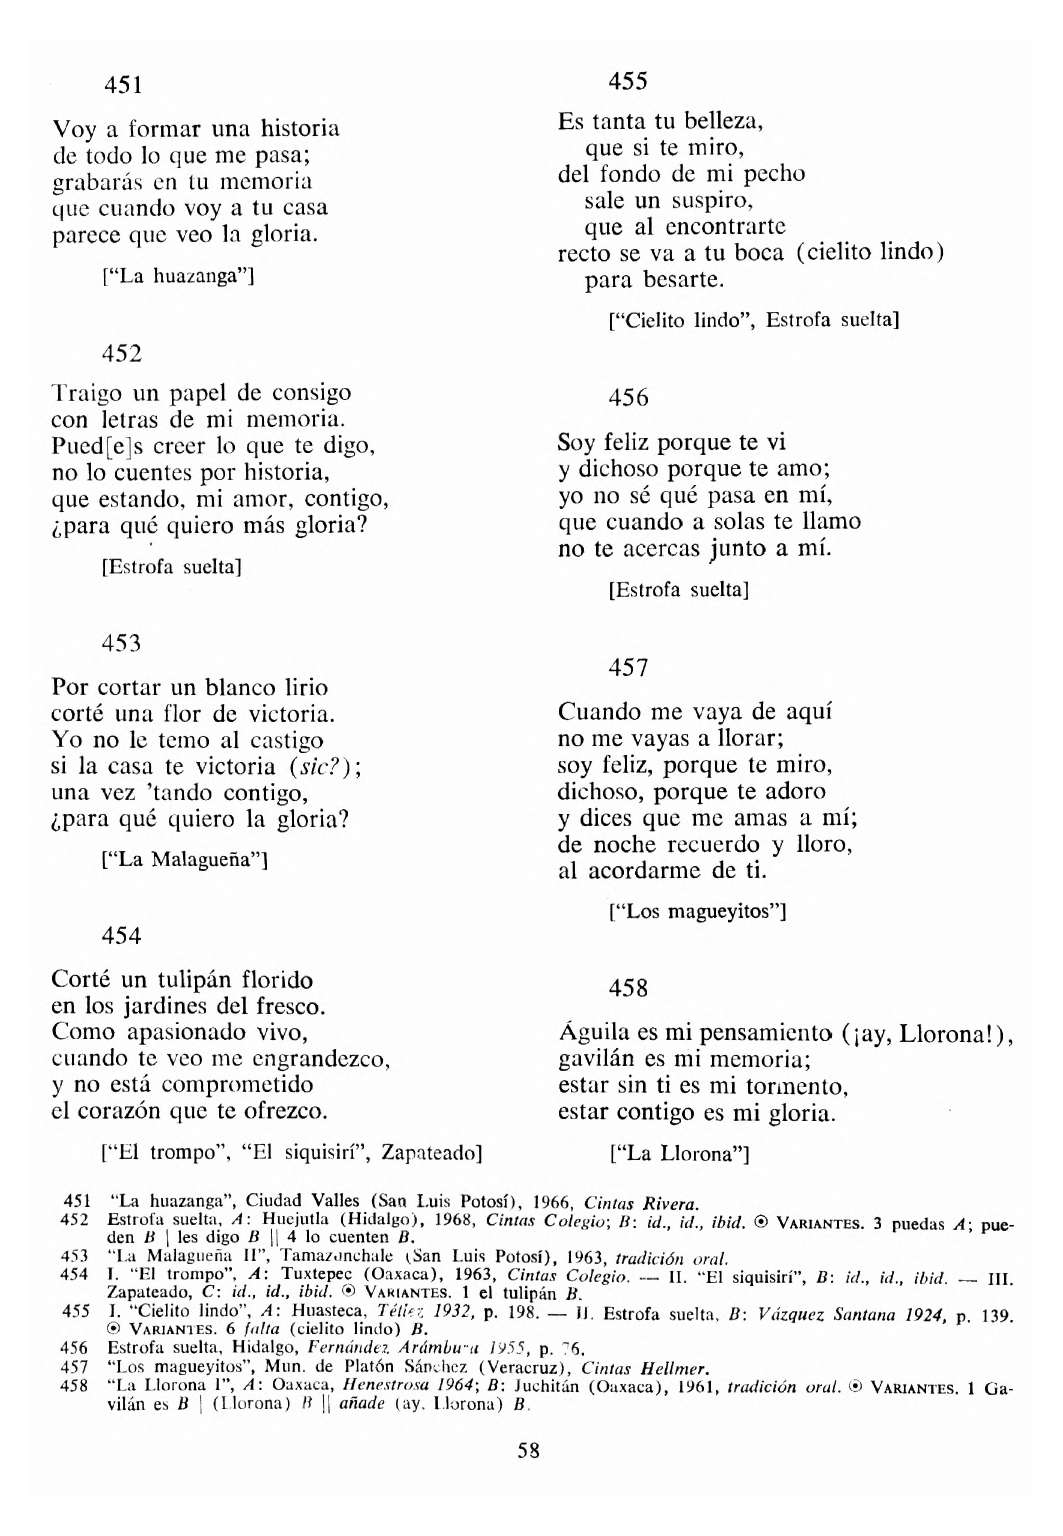 451
Voy a formar una historia
de todo lo que me pasa;
grabarás en tu memoria
que cuando voy a tu casa
parece que veo la gloria.
[“La huazanga”]
452
Traigo un papel de consigo
con letras de mi memoria.
Pued[e]s creer lo que te digo,
no lo cuentes por historia,
que estando, mi amor, contigo,
¿para qué quiero más gloria?
[Estrofa suelta]
453
Por cortar un blanco lirio
corté una flor de victoria.
Yo no le temo al castigo
si la casa te victoria (sic?);
una vez ’tando contigo,
¿para qué quiero la gloria?
[“La Malagueña”]
454
Corté un tulipán florido
en los jardines del fresco.
Como apasionado vivo,
cuando te veo me engrandezco,
y no está comprometido
el corazón que te ofrezco.
[“El trompo”, “El siquisirí”, Zapateado]
455
Es tanta tu belleza,
que si te miro,
del fondo de mi pecho
sale un suspiro,
que al encontrarte
recto se va a tu boca (cielito lindo)
para besarte.
[“Cielito lindo”, Estrofa suelta]
456
Soy feliz porque te vi
y dichoso porque te amo;
yo no sé qué pasa en mí,
que cuando a solas te llamo
no te acercas junto a mí.
[Estrofa suelta]
457
Cuando me vaya de aquí
no me vayas a llorar;
soy feliz, porque te miro,
dichoso, porque te adoro
y dices que me amas a mí;
de noche recuerdo y lloro,
al acordarme de ti.
[“Los magueyitos”]
458
Águila es mi pensamiento (¡ay, Llorona!),
gavilán es mi memoria;
estar sin ti es mi tormento,
estar contigo es mi gloria.
[“La Llorona”]
451 “La huazanga”, Ciudad Valles (San Luis Potosí), 1966, Cintas Rivera.
452 Estrofa suelta, A: Huejutla (Hidalgo), 1968, Cintas Colegio; B: id., id., ibid. ⊙ VARIANTES. 3 puedas A; pue-
den B | les digo B || 4 lo cuenten B.
453 “La Malagueña II”, Tamazunchale (San Luis Potosí), 1963, tradición oral.
454 I. “El trompo”, A: Tuxtepec (Oaxaca), 1963, Cintas Colegio. — II. “El siquisirí”, B: id., id., ibid. — III.
Zapateado, C: id., id., ibid. ⊙ VARIANTES. 1 el tulipán B.
455 I. “Cielito lindo”, A: Huasteca, Téllez 1932, p. 198. — II. Estrofa suelta, B: Vázquez Santana 1924, p. 139.
⊙ VARIANTES. 6 falta (cielito lindo) B.
456 Estrofa suelta, Hidalgo, Fernández Arámburu 1955, p.
457 “Los magueyitos”, Mun. de Platón Sánchez (Veracruz), Cintas Hellmer.
458 “La Llorona I”, A: Oaxaca, Henestrosa 1964; B: Juchitán (Oaxaca), 1961, tradición oral. ⊙ VARIANTES. 1 Ga-
vilán es B | (Llorona) B || añade (ay, Llorona) B.
58